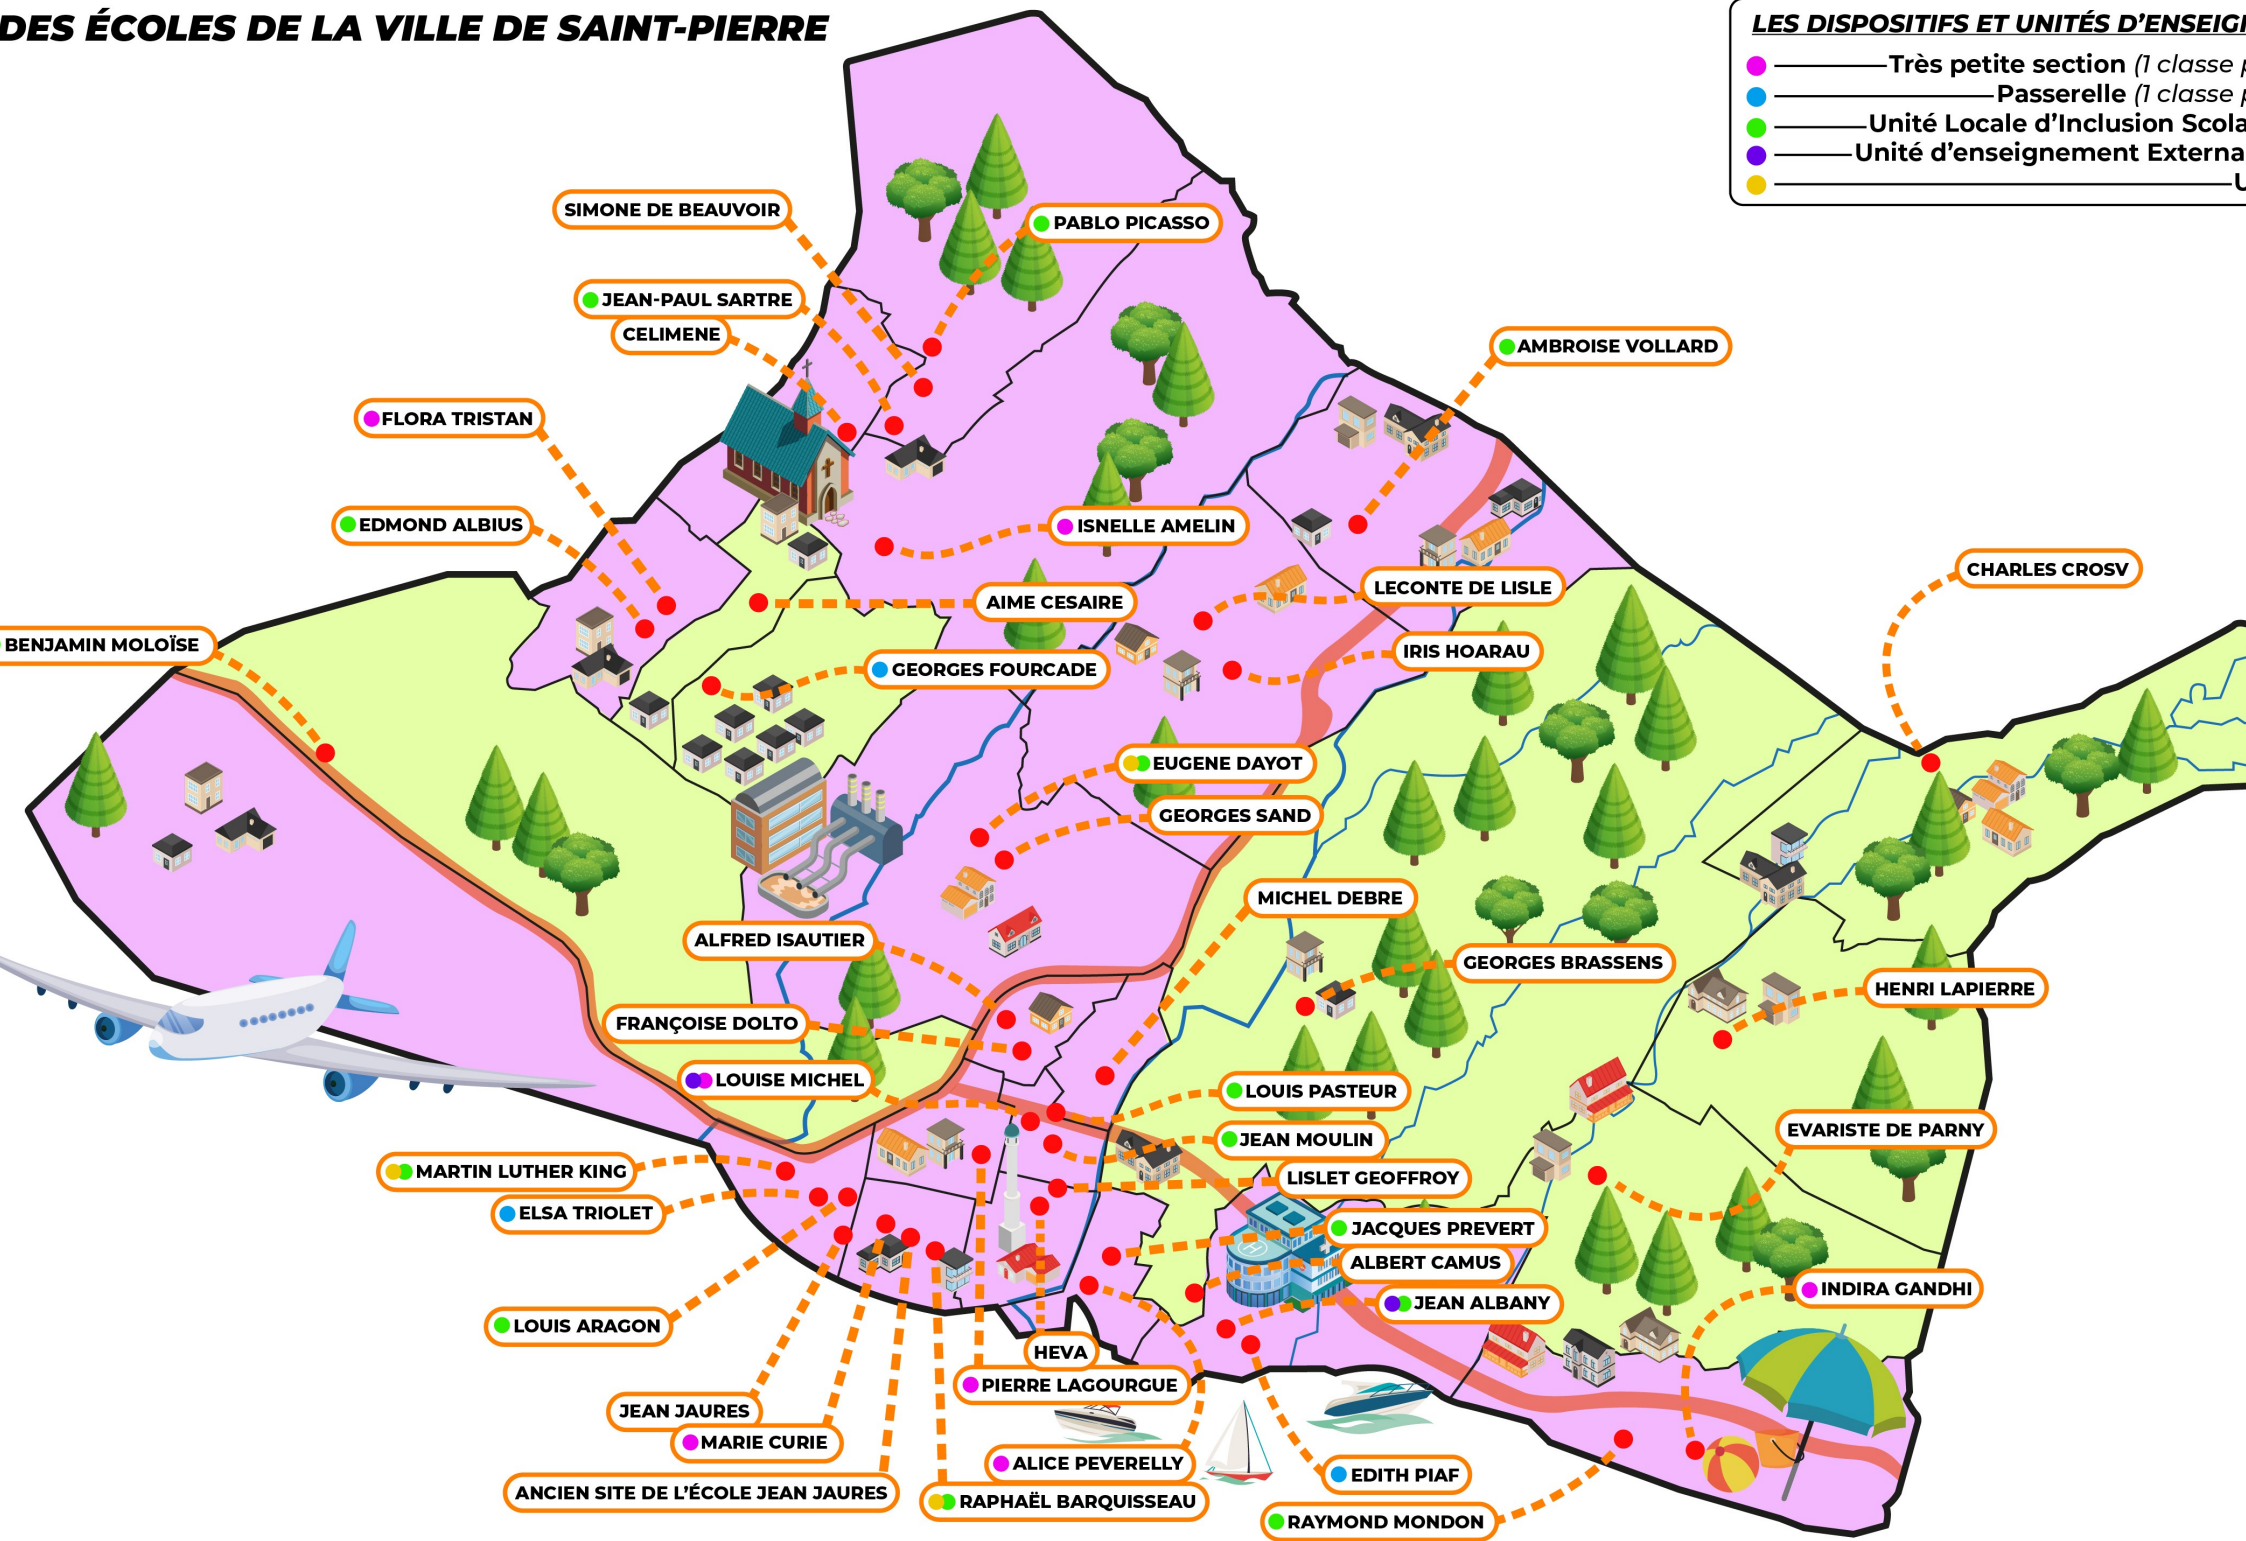 DES ÉCOLES DE LA VILLE DE SAINT-PIERRE
LES DISPOSITIFS ET UNITÉS D'ENSEIG
Très petite section (1 classe
Passerelle (1 classe
Unité Locale d'Inclusion Scola
Unité d'enseignement Externa
U
SIMONE DE BEAUVOIR
PABLO PICASSO
JEAN-PAUL SARTRE
CELIMENE
AMBROISE VOLLARD
FLORA TRISTAN
EDMOND ALBIUS
ISNELLE AMELIN
CHARLES CROSV
LECONTE DE LISLE
AIME CESAIRE
BENJAMIN MOLOÏSE
IRIS HOARAU
GEORGES FOURCADE
EUGENE DAYOT
GEORGES SAND
MICHEL DEBRE
ALFRED ISAUTIER
GEORGES BRASSENS
HENRI LAPIERRE
FRANÇOISE DOLTO
LOUISE MICHEL
LOUIS PASTEUR
EVARISTE DE PARNY
JEAN MOULIN
MARTIN LUTHER KING
LISLET GEOFFROY
ELSA TRIOLET
JACQUES PREVERT
ALBERT CAMUS
INDIRA GANDHI
JEAN ALBANY
LOUIS ARAGON
HEVA
PIERRE LAGOURGUE
JEAN JAURES
MARIE CURIE
ALICE PEVERELLY
EDITH PIAF
ANCIEN SITE DE L'ÉCOLE JEAN JAURES
RAPHAËL BARQUISSEAU
RAYMOND MONDON
H